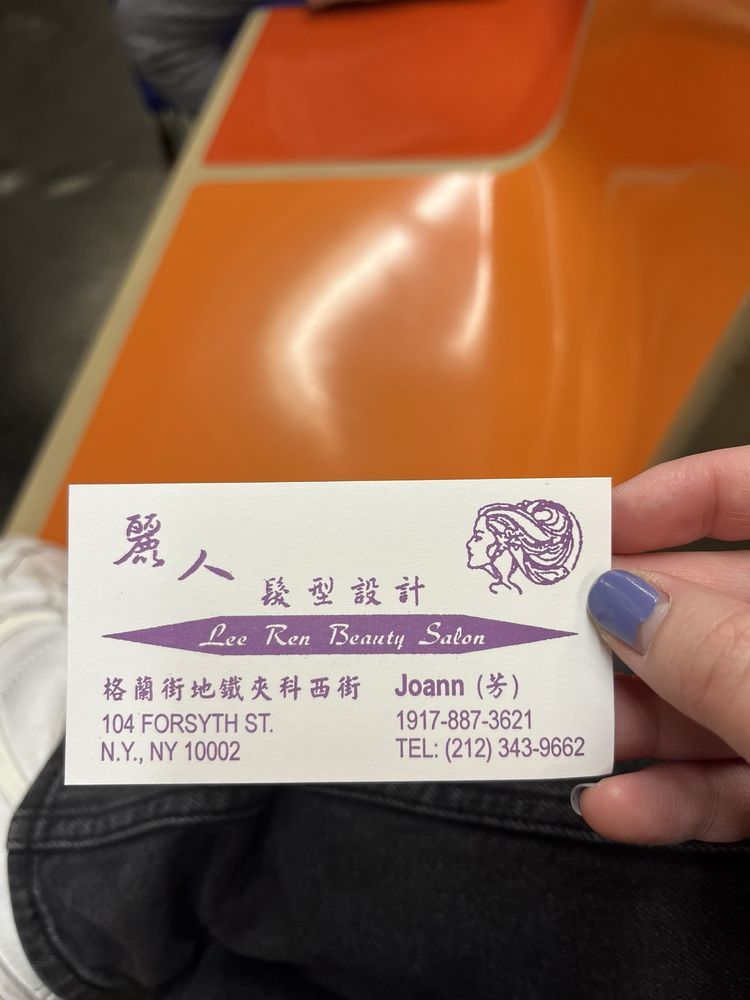 麗人
髮型設計
Lee Ren Beauty Salon
格蘭街地鐵夾科西街
104 FORSYTH ST.
N.Y., NY 10002
Joann (芳)
1917-887-3621
TEL: (212) 343-9662